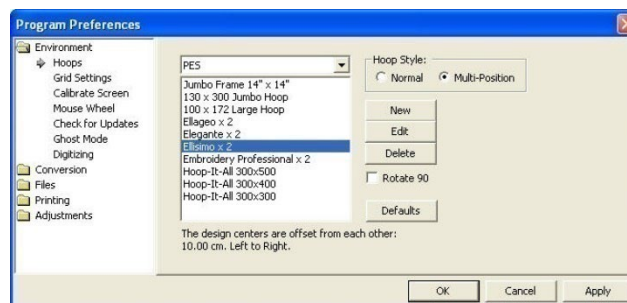 Program Preferences
Environment
Hoops
Grid Settings
Calibrate Screen
Mouse Wheel
Check for Updates
Ghost Mode
Digitizing
Conversion
Files
Printing
Adjustments
PES
Jumbo Frame 14" x 14"
130 x 300 Jumbo Hoop
100 x 172 Large Hoop
Ellageo x 2
Elegante x 2
Ellisimo x 2
Embroidery Professional x 2
Hoop-It-All 300x500
Hoop-It-All 300x400
Hoop-It-All 300x300
Hoop Style:
Normal Multi-Position
New
Edit
Delete
Rotate 90
Defaults
The design centers are offset from each other:
10.00 cm. Left to Right.
OK Cancel Apply